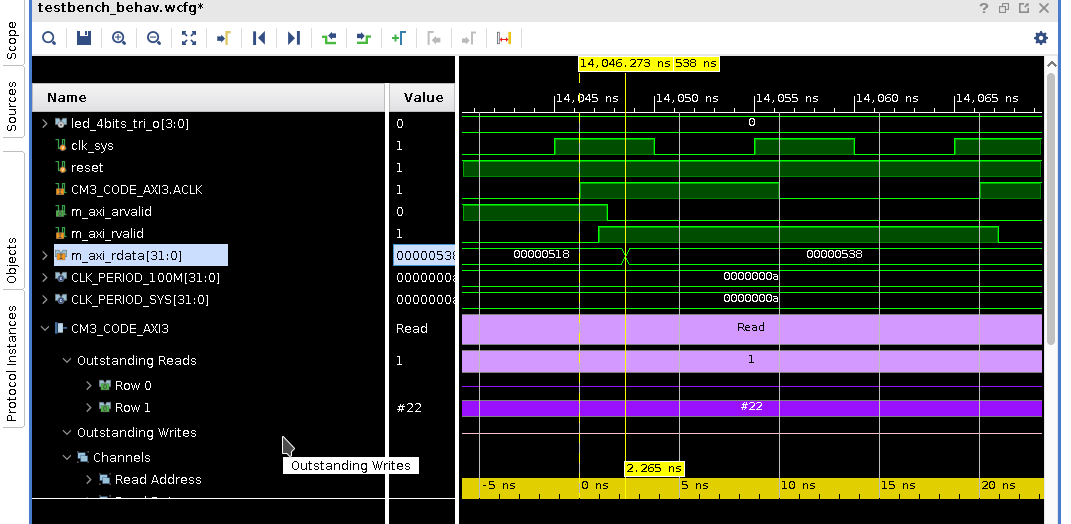 testbench_behav.wcfg*
Scope
Sources
Objects
Protocol Instances
14,046.273 ns 538 ns
Name Value
14,045 ns 14,050 ns 14,055 ns 14,060 ns 14,065 ns
led_4bits_tri_o[3:0] 0 0
clk_sys 1
reset 1
CM3_CODE_AXI3.ACLK 1
m_axi_arvalid 0
m_axi_rvalid 1
m_axi_rdata[31:0] 00000538 00000518 00000538
CLK_PERIOD_100M[31:0] 0000000a 0000000a
CLK_PERIOD_SYS[31:0] 0000000a 0000000a
CM3_CODE_AXI3 Read Read
Outstanding Reads 1 1
Row 0
Row 1 #22 #22
Outstanding Writes
Channels
Outstanding Writes
2.265 ns
Read Address
-5 ns 0 ns 5 ns 10 ns 15 ns 20 ns